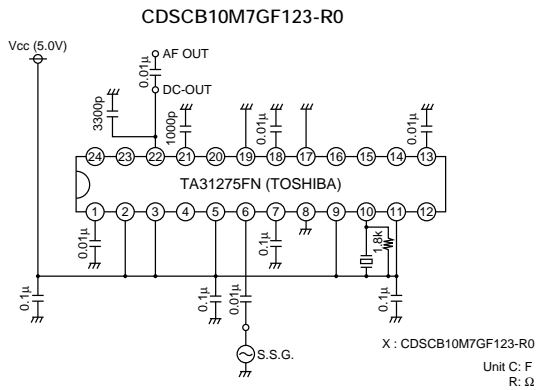 CDSCB10M7GF123-R0
Vcc (5.0V)
AF OUT
0.01μ
DC-OUT
3300p
1000p
0.01μ
0.01μ
24 23 22 21 20 19 18 17 16 15 14 13
TA31275FN (TOSHIBA)
1 2 3 4 5 6 7 8 9 10 11 12
0.01μ
0.1μ
1.8k
0.1μ
0.1μ
0.01μ
0.1μ
S.S.G.
X : CDSCB10M7GF123-R0
Unit C: F
R: Ω